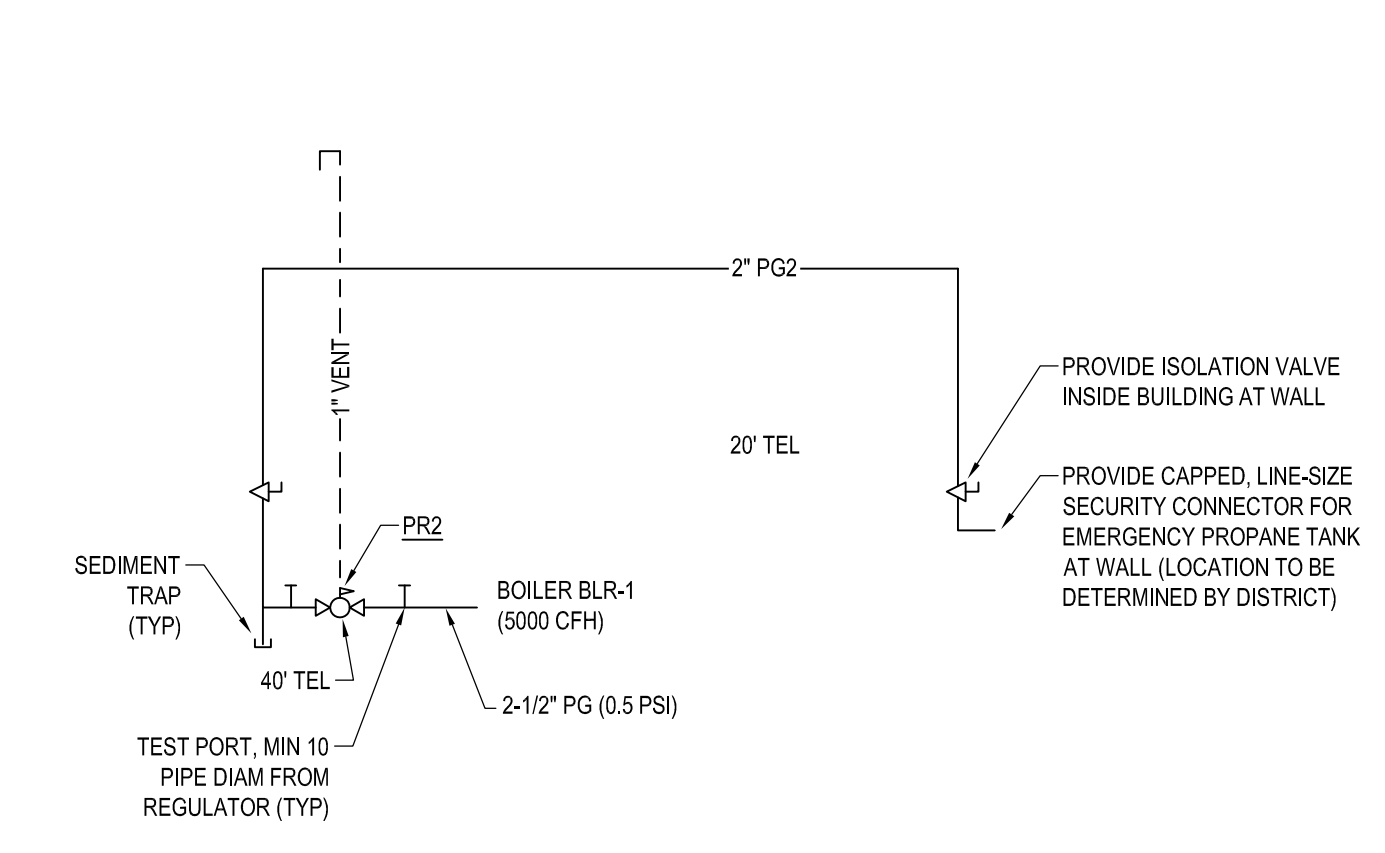 2" PG2
1" VENT
PROVIDE ISOLATION VALVE
INSIDE BUILDING AT WALL
20' TEL
PROVIDE CAPPED, LINE-SIZE
SECURITY CONNECTOR FOR
EMERGENCY PROPANE TANK
AT WALL (LOCATION TO BE
DETERMINED BY DISTRICT)
PR2
SEDIMENT
TRAP
(TYP)
BOILER BLR-1
(5000 CFH)
40' TEL
2-1/2" PG (0.5 PSI)
TEST PORT, MIN 10
PIPE DIAM FROM
REGULATOR (TYP)